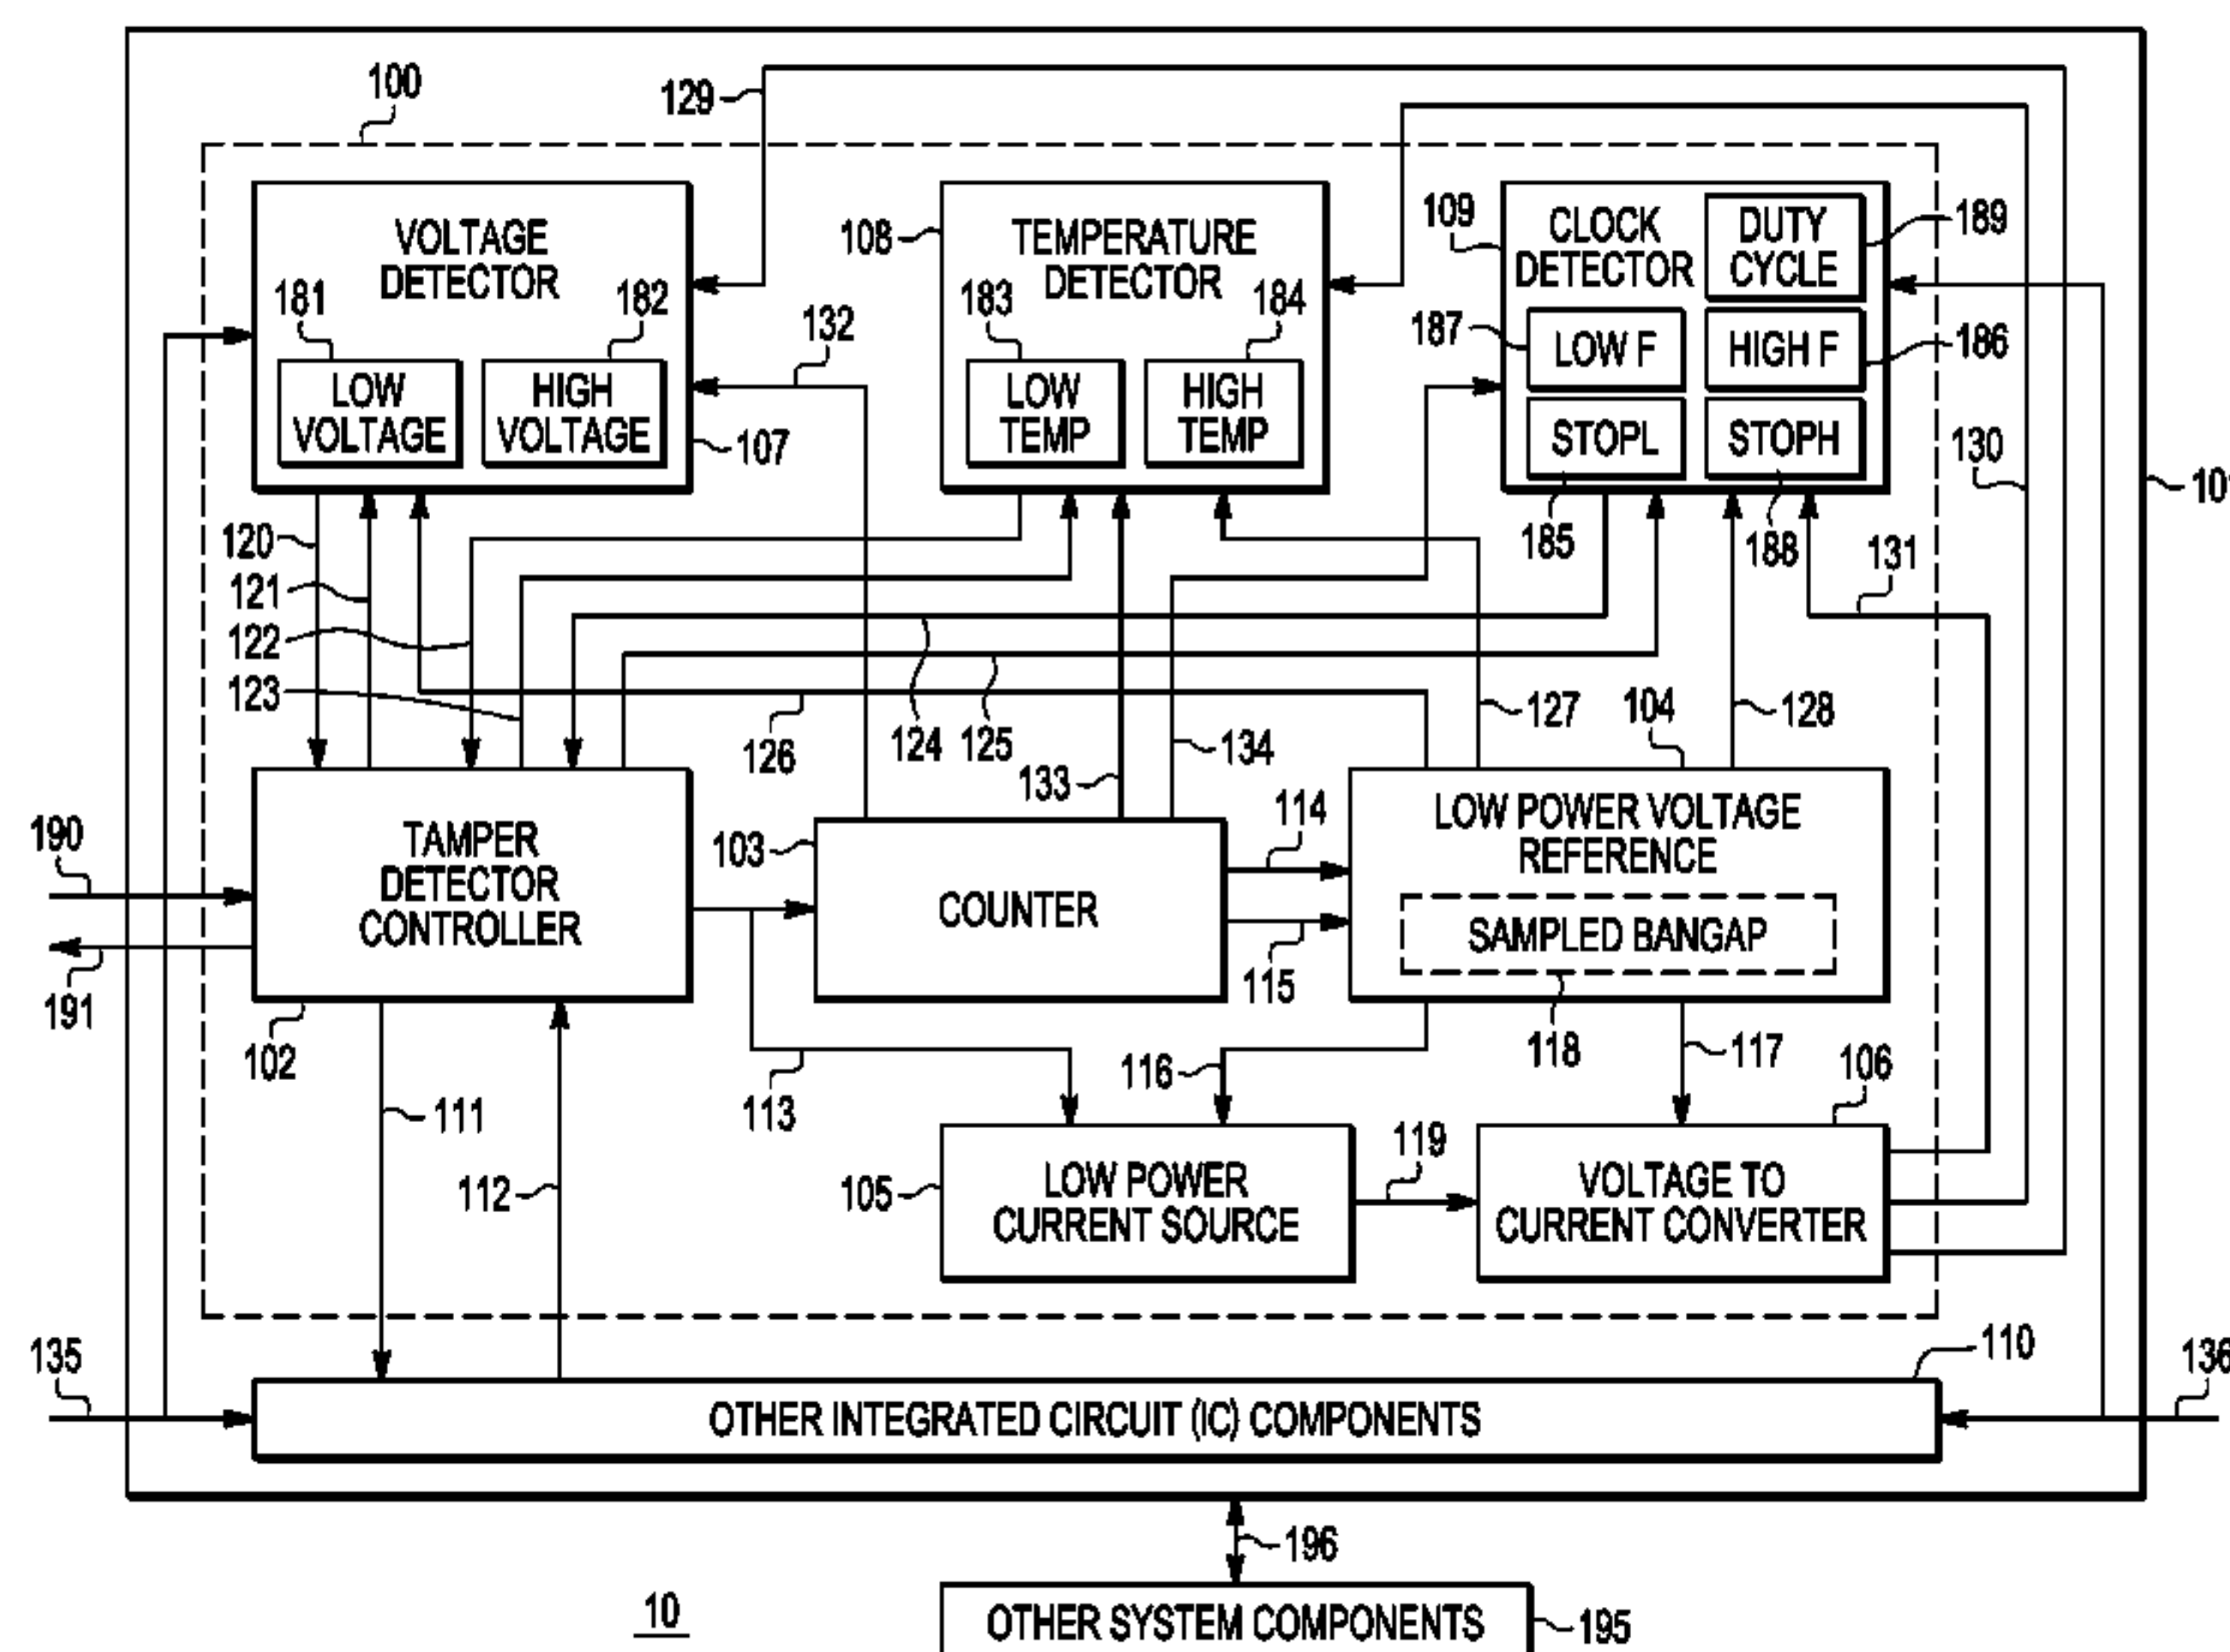 100
129
VOLTAGE
DETECTOR
181
182
LOW
VOLTAGE
HIGH
VOLTAGE
107
132
108
TEMPERATURE
DETECTOR
183
184
LOW
TEMP
HIGH
TEMP
109
CLOCK
DETECTOR
DUTY
CYCLE
189
187
LOW F
HIGH F
186
STOPL
STOPH
185
188
130
131
120
121
122
123
124
125
126
127
128
104
133
134
190
191
TAMPER
DETECTOR
CONTROLLER
102
103
COUNTER
114
115
LOW POWER VOLTAGE
REFERENCE
SAMPLED BANGAP
118
111
112
113
116
117
106
105
LOW POWER
CURRENT SOURCE
119
VOLTAGE TO
CURRENT CONVERTER
135
110
136
OTHER INTEGRATED CIRCUIT (IC) COMPONENTS
196
10
OTHER SYSTEM COMPONENTS
195